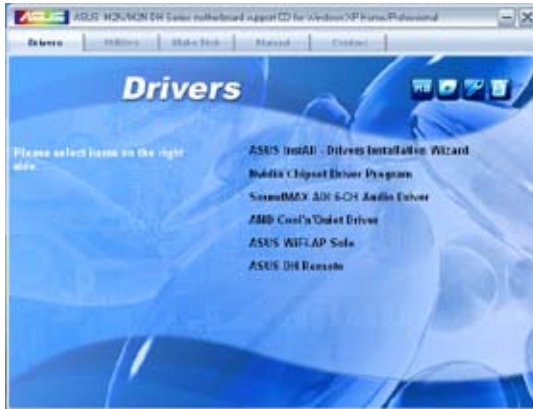 ASUS M2N/M2N DH Series motherboard support CD for Windows XP Home/Professional
Drivers
Utilities
Make Disk
Manual
Contact
Drivers
Please select items on the right
side.
ASUS InstAll - Drivers Installation Wizard
Nvidia Chipset Driver Program
SoundMAX ADI 6-CH Audio Driver
AMD Cool'n'Quiet Driver
ASUS WiFi-AP Solo
ASUS DH Remote